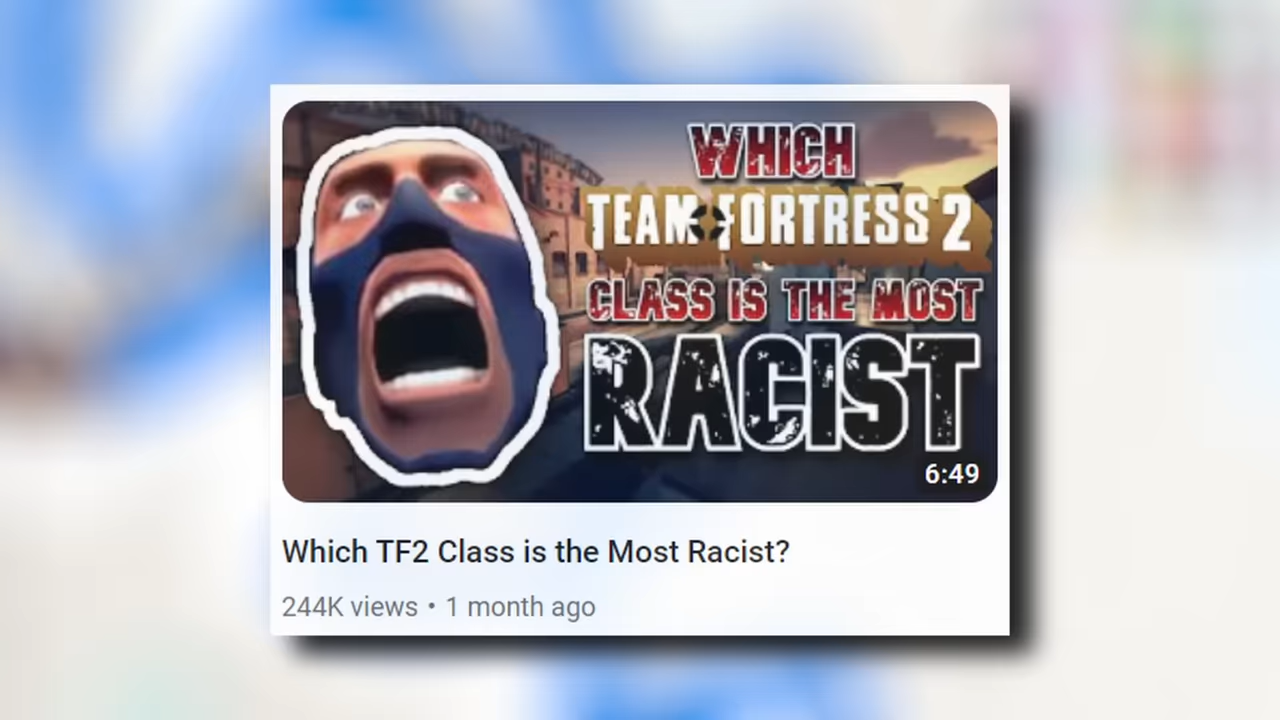 WHICH
TEAM FORTRESS 2
CLASS IS THE MOST
RACIST
6:49
Which TF2 Class is the Most Racist?
244K views • 1 month ago